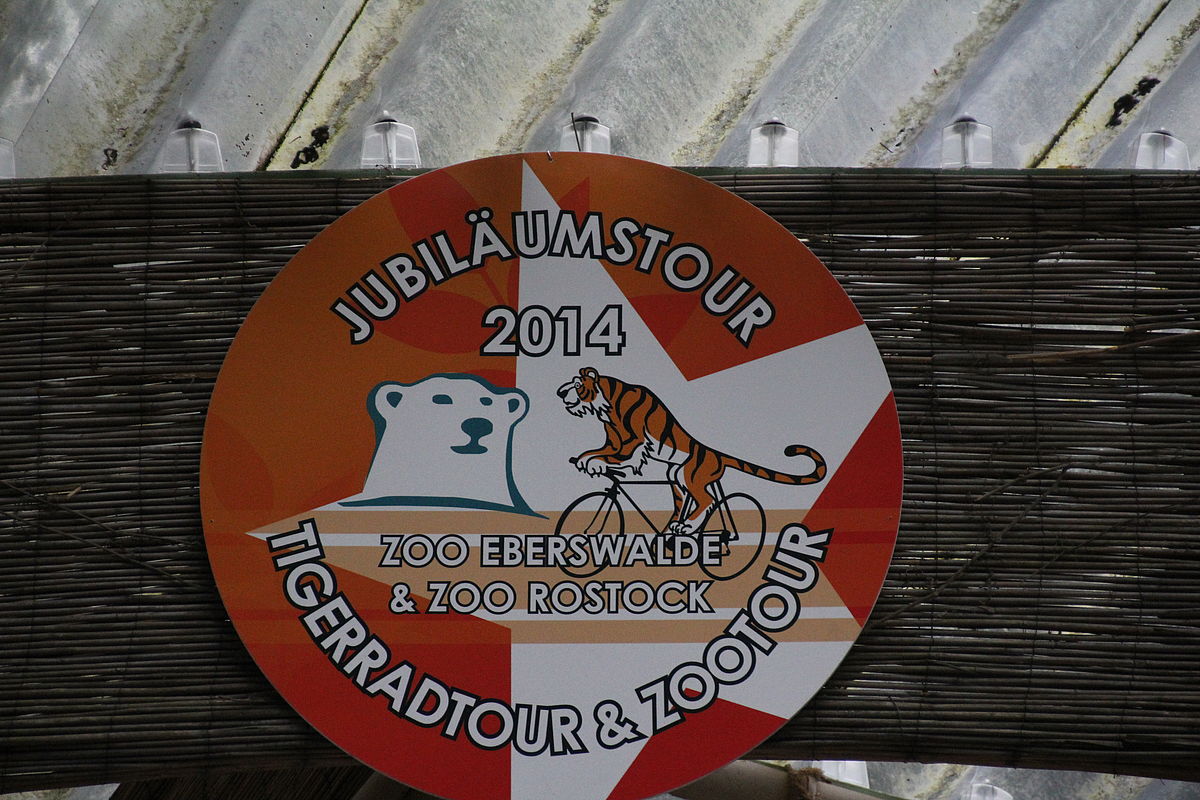 JUBILÄUMSTOUR
2014
ZOO EBERSWALDE
& ZOO ROSTOCK
TIGERRADTOUR & ZOOTOUR